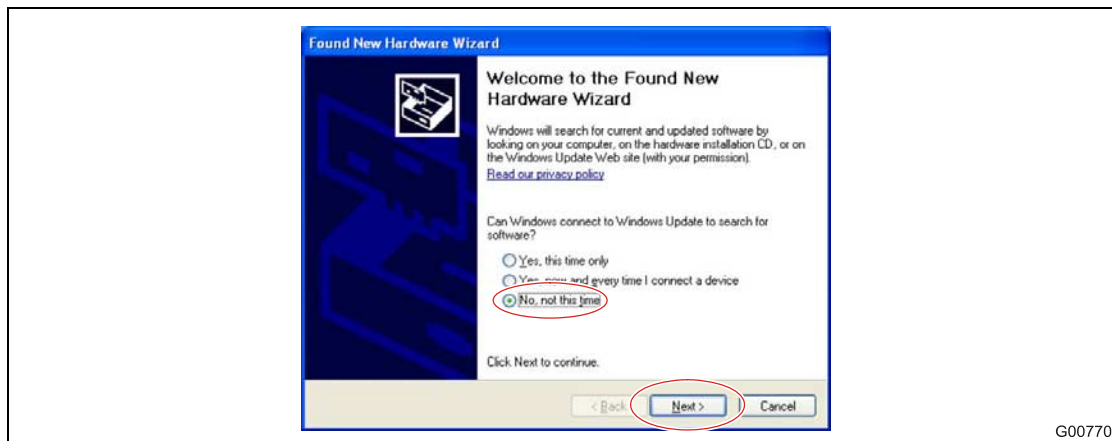 Found New Hardware Wizard
Welcome to the Found New
Hardware Wizard
Windows will search for current and updated software by
looking on your computer, on the hardware installation CD, or on
the Windows Update Web site (with your permission).
Read our privacy policy
Can Windows connect to Windows Update to search for
software?
Yes, this time only
Yes, now and every time I connect a device
No, not this time
Click Next to continue.
< Back Next > Cancel
G00770